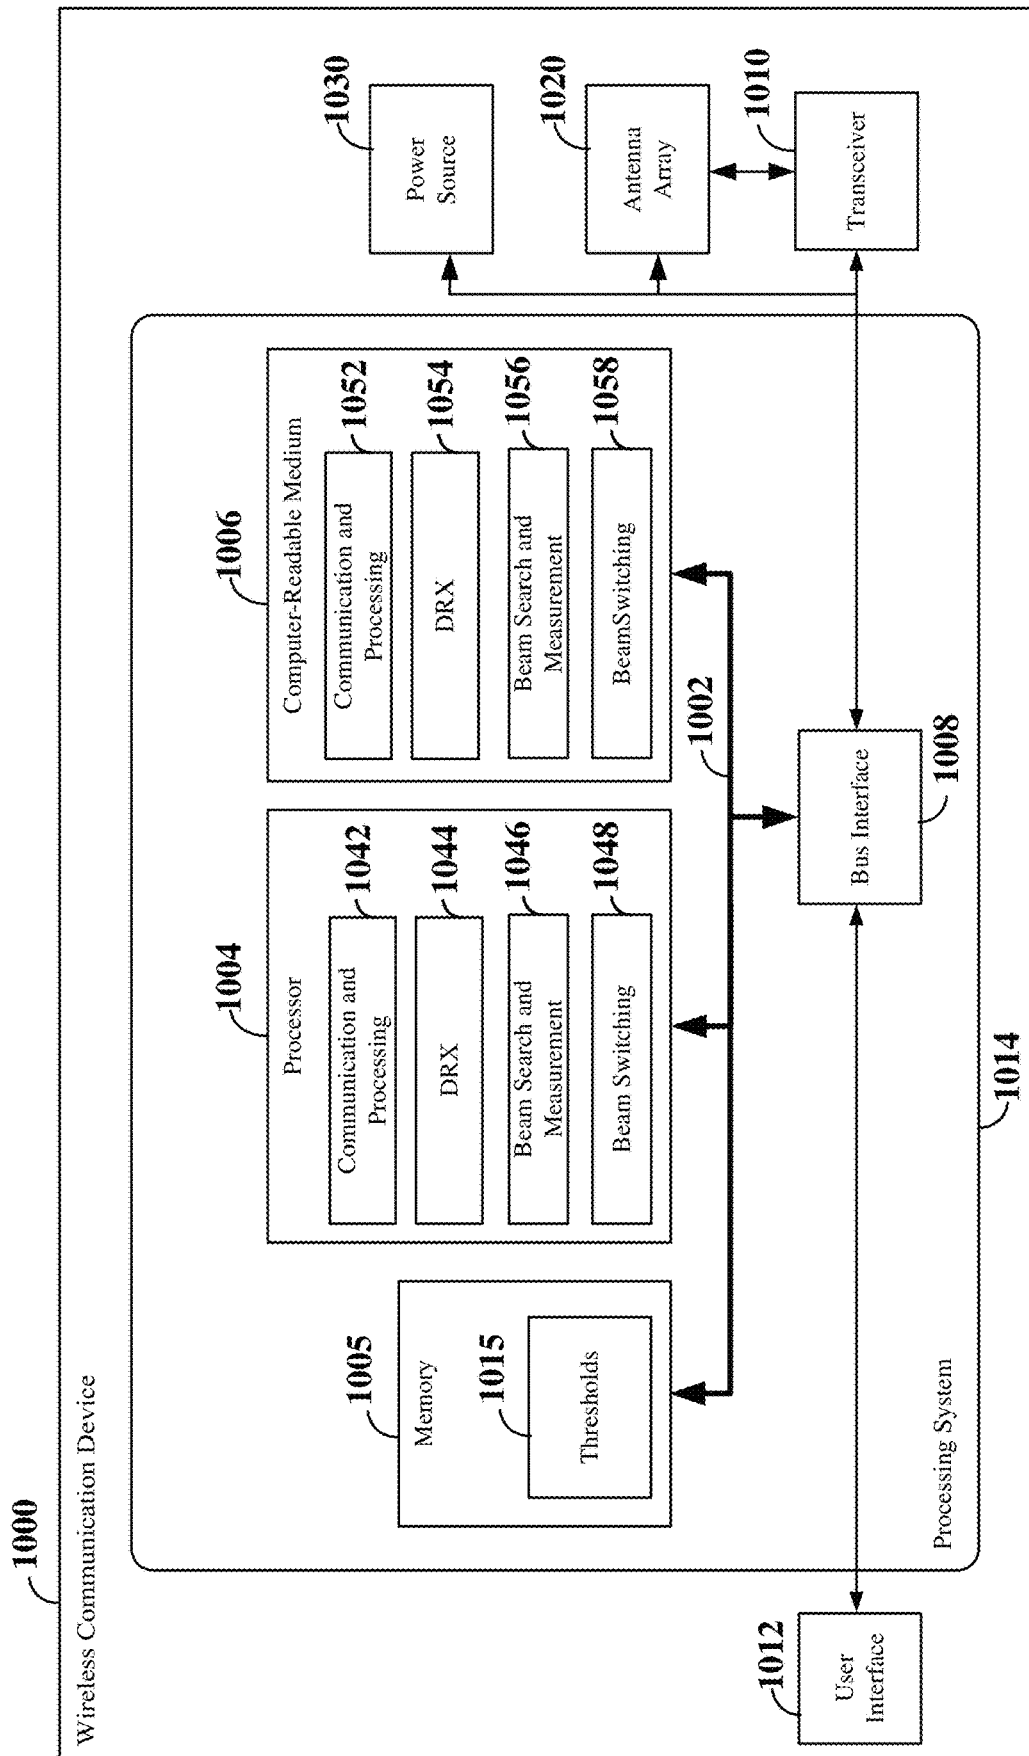 1000
Wireless Communication Device
1005
Memory
1015
Thresholds
1004
Processor
1042
Communication and
Processing
1044
DRX
1046
Beam Search and
Measurement
1048
Beam Switching
1006
Computer-Readable Medium
1052
Communication and
Processing
1054
DRX
1056
Beam Search and
Measurement
1058
BeamSwitching
1002
1030
Power
Source
1020
Antenna
Array
1010
Transceiver
1012
User
Interface
Bus Interface
1008
Processing System
1014